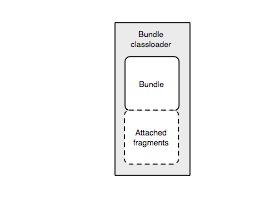 Bundle
classloader
Bundle
Attached
fragments